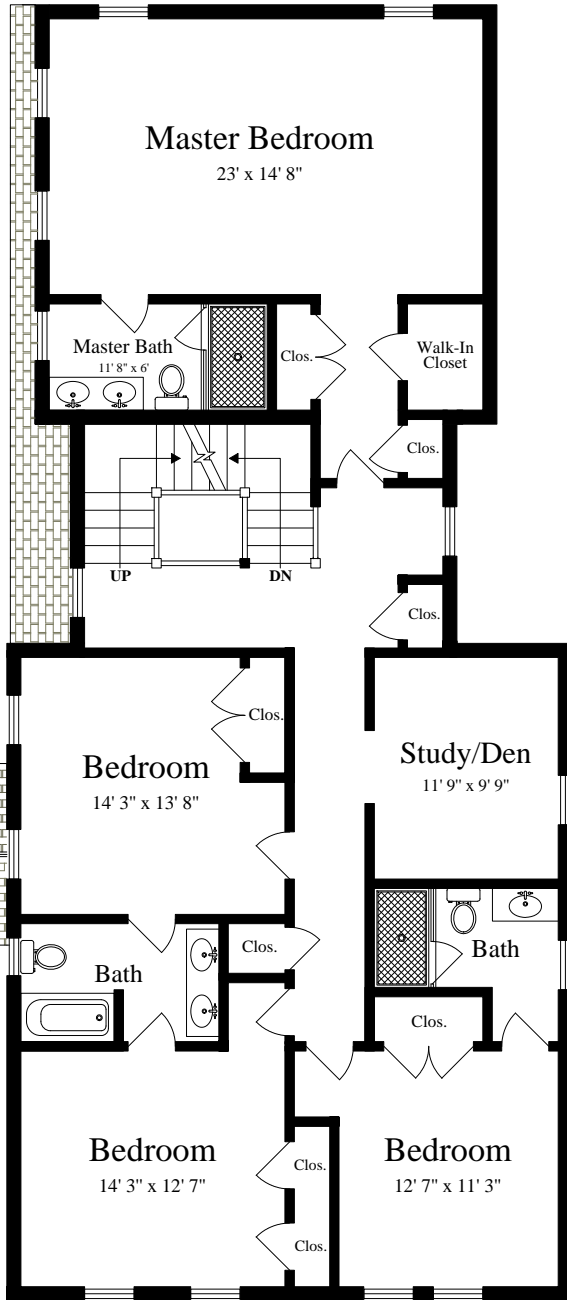 Master Bedroom
23' x 14' 8"
Master Bath
11' 8" x 6'
Clos.
Walk-In
Closet
Clos.
UP
DN
Clos.
Clos.
Bedroom
14' 3" x 13' 8"
Study/Den
11' 9" x 9' 9"
Clos.
Bath
Bath
Clos.
Bedroom
14' 3" x 12' 7"
Clos.
Clos.
Bedroom
12' 7" x 11' 3"